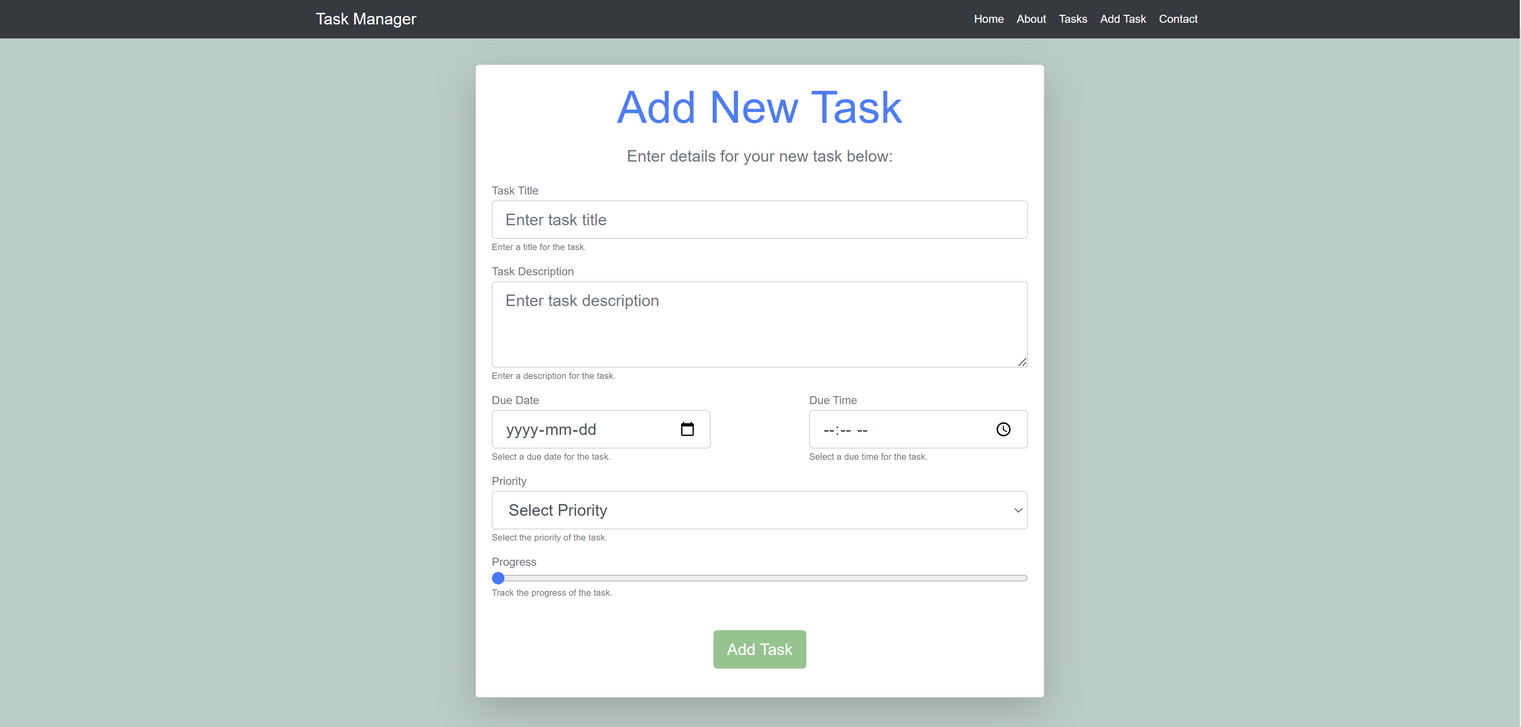 Task Manager
Home About Tasks Add Task Contact
Add New Task
Enter details for your new task below:
Task Title
Enter task title
Enter a title for the task.
Task Description
Enter task description
Enter a description for the task.
Due Date Due Time
yyyy-mm-dd --:-- --
Select a due date for the task. Select a due time for the task.
Priority
Select Priority
Select the priority of the task.
Progress
Track the progress of the task.
Add Task